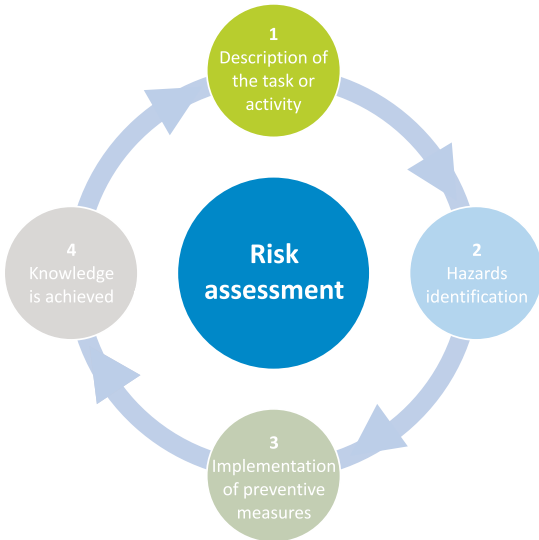 1
Description of
the task or
activity
2
Hazards
identification
3
Implementation
of preventive
measures
4
Knowledge
is achieved
Risk
assessment